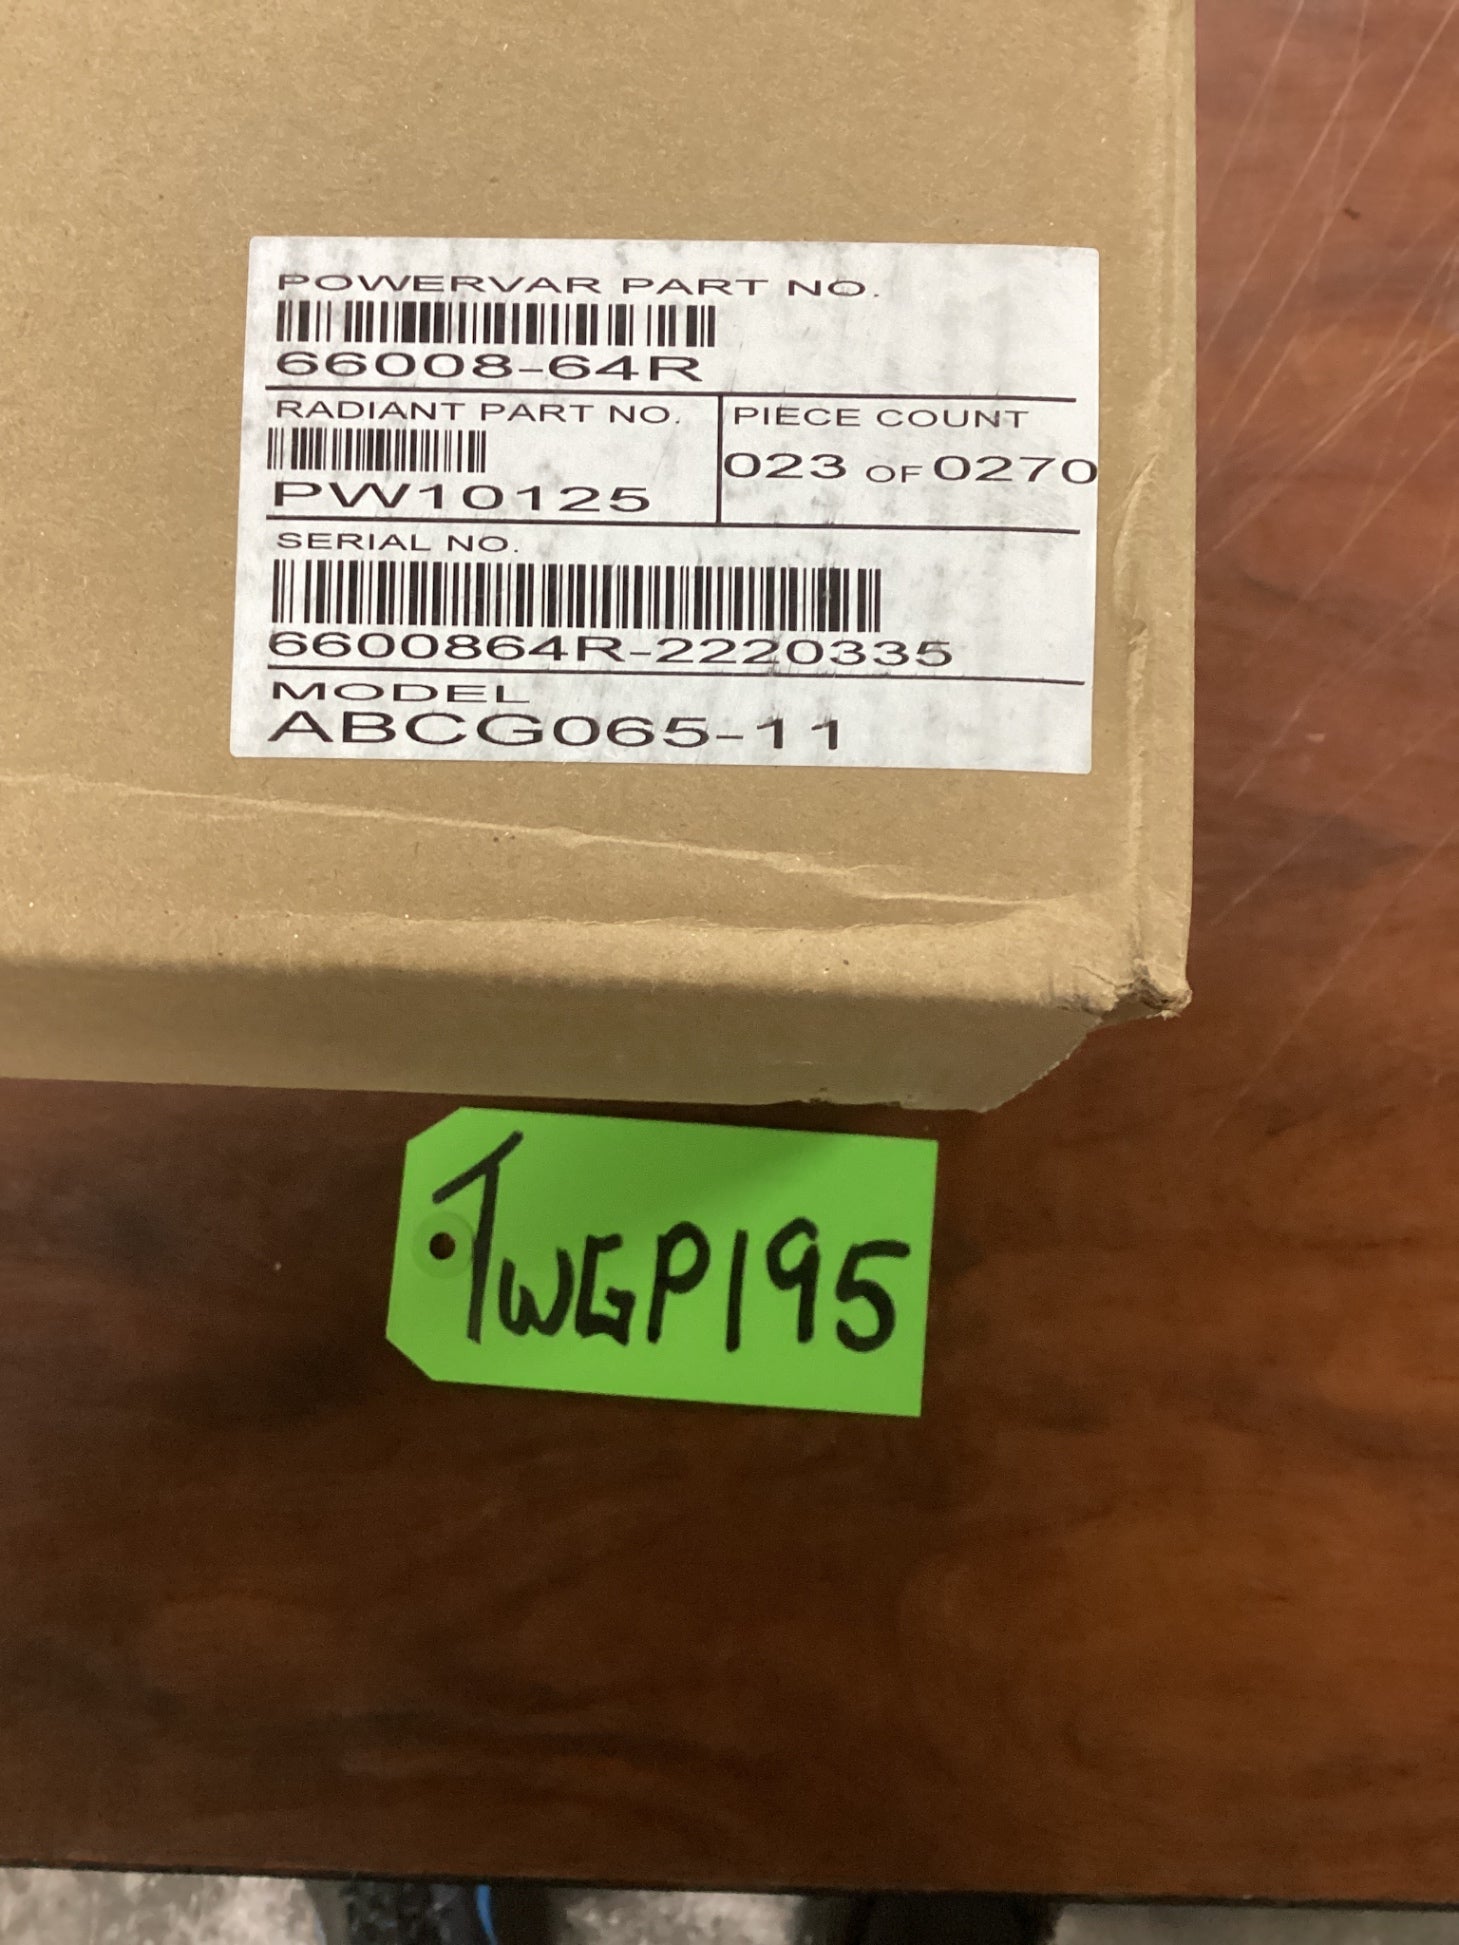 POWERVAR PART NO.
66008-64R
RADIANT PART NO.
PW10125
PIECE COUNT
023 OF 0270
SERIAL NO.
6600864R-2220335
MODEL
ABCG065-11
TWGP195